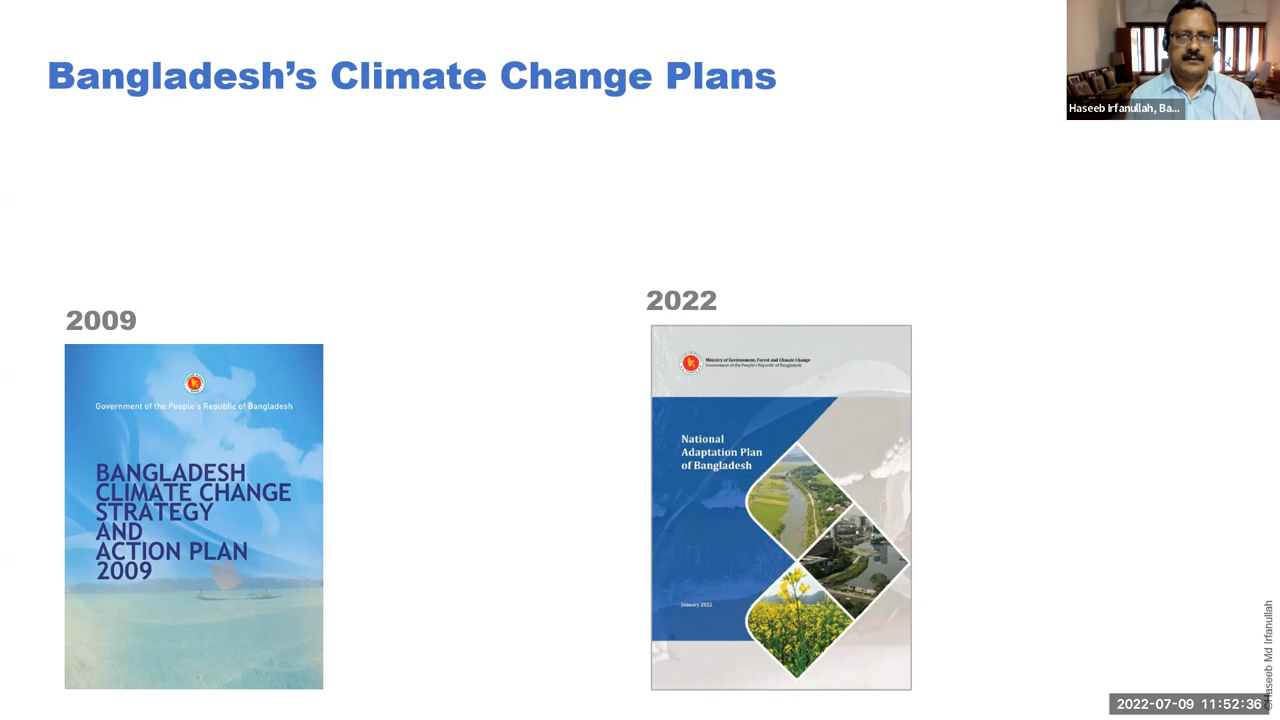 Bangladesh's Climate Change Plans
Haseeb Irfanullah, Ba...
2009
Government of the People's Republic of Bangladesh
BANGLADESH
CLIMATE CHANGE
STRATEGY
AND
ACTION PLAN
2009
2022
Ministry of Environment, Forest and Climate Change
Government of the People's Republic of Bangladesh
National
Adaptation Plan
of Bangladesh
January 2022
©Haseeb Md Irfanullah
2022-07-09 11:52:36